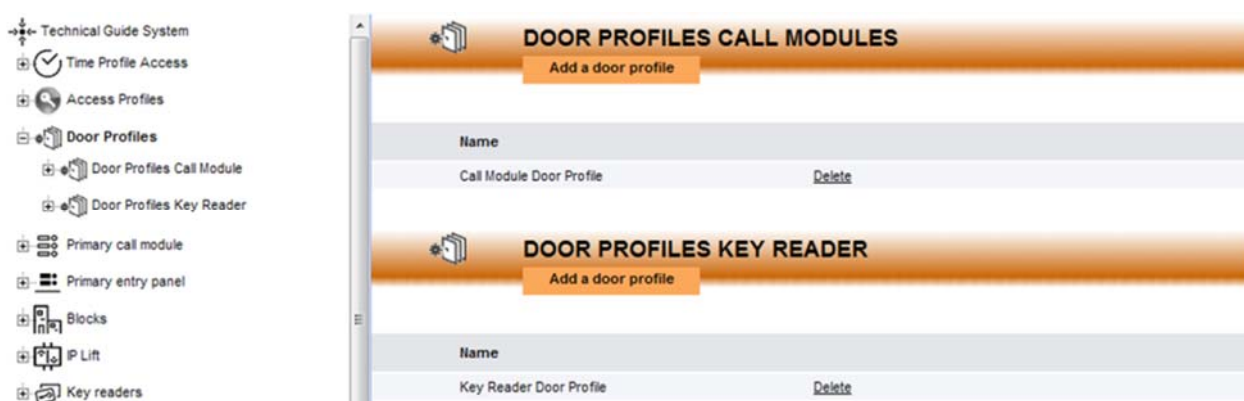 Technical Guide System
Time Profile Access
Access Profiles
Door Profiles
Door Profiles Call Module
Door Profiles Key Reader
Primary call module
Primary entry panel
Blocks
IP Lift
Key readers
DOOR PROFILES CALL MODULES
Add a door profile
Name
Call Module Door Profile Delete
DOOR PROFILES KEY READER
Add a door profile
Name
Key Reader Door Profile Delete